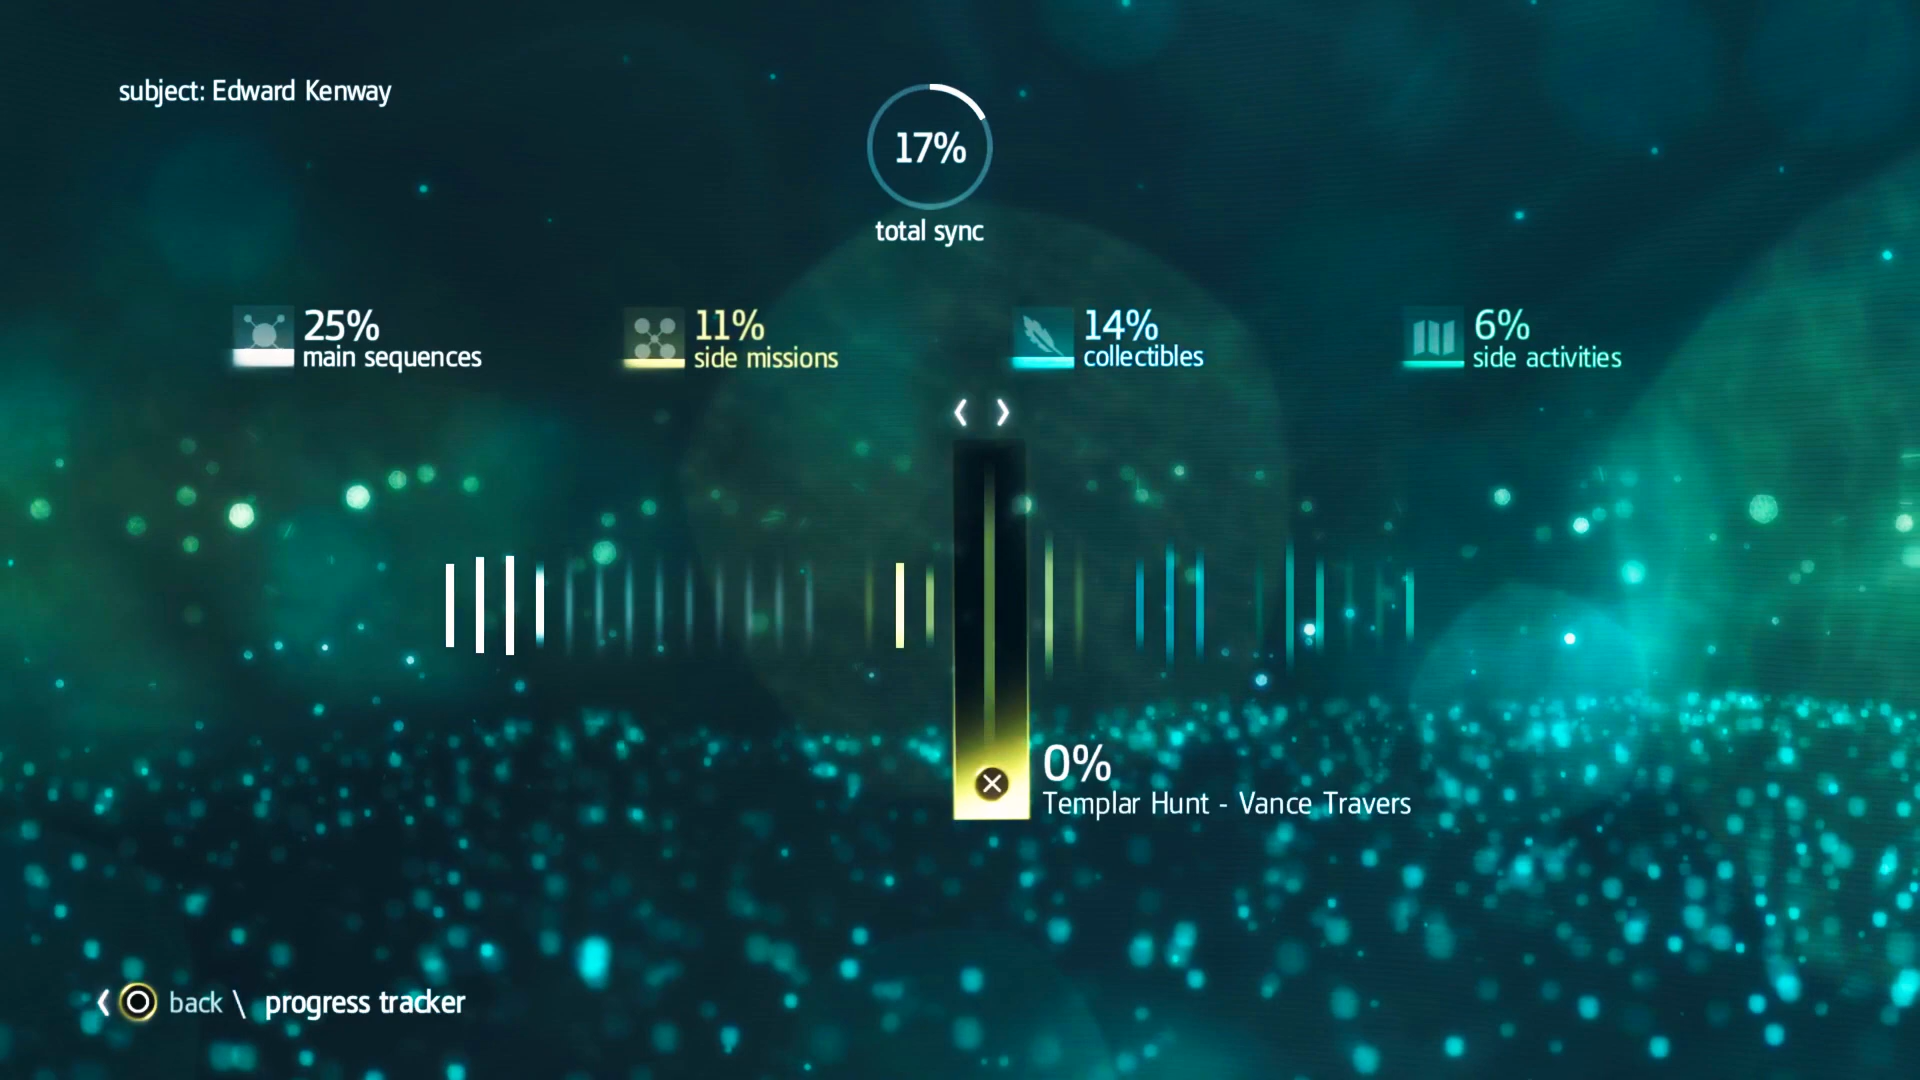 subject: Edward Kenway
17%
total sync
25%
main sequences
11%
side missions
14%
collectibles
6%
side activities
0%
Templar Hunt - Vance Travers
back \ progress tracker